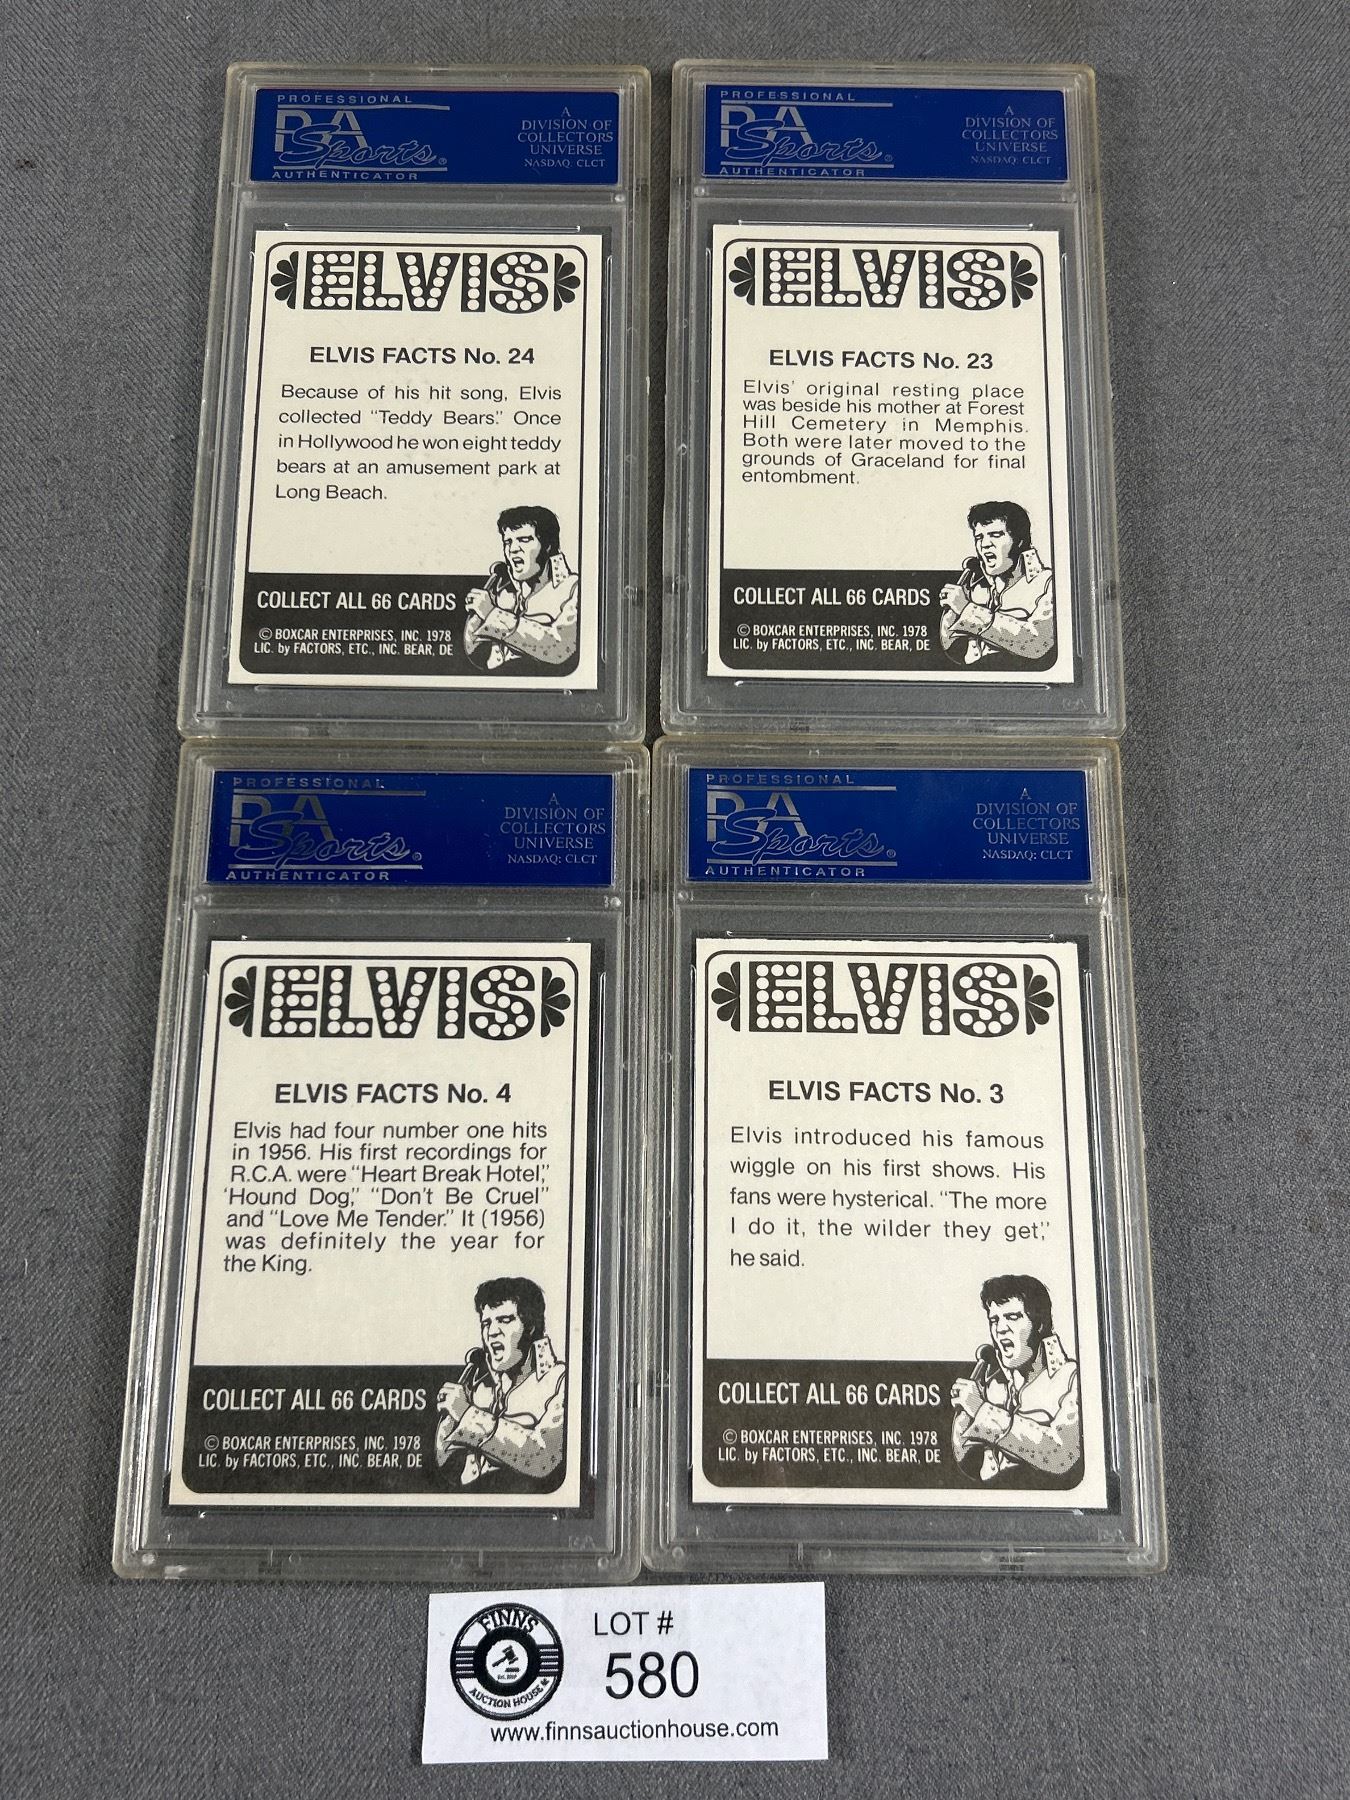 PROFESSIONAL
PSA
Sports®
AUTHENTICATOR
A
DIVISION OF
COLLECTORS
UNIVERSE
NASDAQ: CLCT
ELVIS
ELVIS FACTS No. 24
Because of his hit song, Elvis
collected "Teddy Bears." Once
in Hollywood he won eight teddy
bears at an amusement park at
Long Beach.
COLLECT ALL 66 CARDS
© BOXCAR ENTERPRISES, INC. 1978
LIC. by FACTORS, ETC., INC. BEAR, DE
PROFESSIONAL
PSA
Sports®
AUTHENTICATOR
A
DIVISION OF
COLLECTORS
UNIVERSE
NASDAQ: CLCT
ELVIS
ELVIS FACTS No. 23
Elvis' original resting place
was beside his mother at Forest
Hill Cemetery in Memphis.
Both were later moved to the
grounds of Graceland for final
entombment.
COLLECT ALL 66 CARDS
© BOXCAR ENTERPRISES, INC. 1978
LIC. by FACTORS, ETC., INC. BEAR, DE
PROFESSIONAL
PSA
Sports®
AUTHENTICATOR
A
DIVISION OF
COLLECTORS
UNIVERSE
NASDAQ: CLCT
ELVIS
ELVIS FACTS No. 4
Elvis had four number one hits
in 1956. His first recordings for
R.C.A. were "Heart Break Hotel,"
'Hound Dog," "Don't Be Cruel"
and "Love Me Tender." It (1956)
was definitely the year for
the King.
COLLECT ALL 66 CARDS
© BOXCAR ENTERPRISES, INC. 1978
LIC. by FACTORS, ETC., INC. BEAR, DE
PROFESSIONAL
PSA
Sports®
AUTHENTICATOR
A
DIVISION OF
COLLECTORS
UNIVERSE
NASDAQ: CLCT
ELVIS
ELVIS FACTS No. 3
Elvis introduced his famous
wiggle on his first shows. His
fans were hysterical. "The more
I do it, the wilder they get,"
he said.
COLLECT ALL 66 CARDS
© BOXCAR ENTERPRISES, INC. 1978
LIC. by FACTORS, ETC., INC. BEAR, DE
FINNS
AUCTION HOUSE
LOT #
580
www.finnsauctionhouse.com